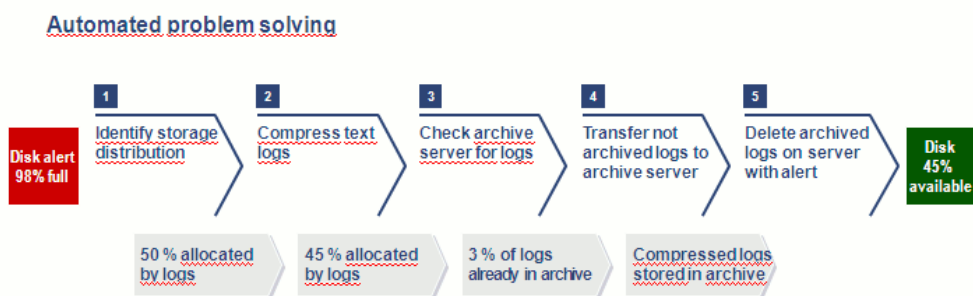 Automated problem solving
1
2
3
4
5
Disk alert
98% full
Identify storage
distribution
Compress text
logs
Check archive
server for logs
Transfer not
archived logs to
archive server
Delete archived
logs on server
with alert
Disk
45%
available
50 % allocated
by logs
45 % allocated
by logs
3 % of logs
already in archive
Compressed logs
stored in archive